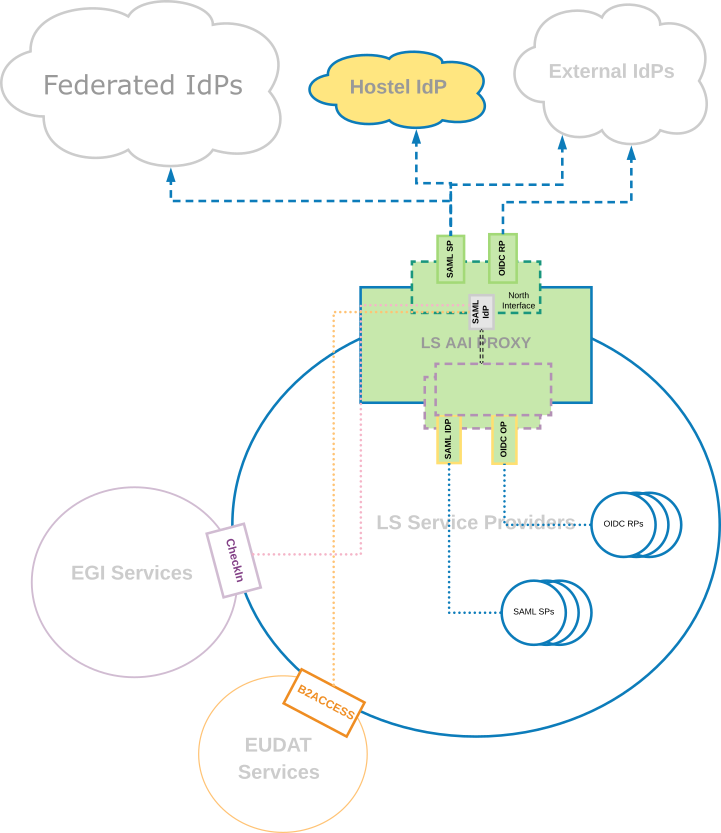 Federated IdPs
Hostel IdP
External IdPs
SAML SP
OIDC RP
North
Interface
SAML
IdP
LS AAI PROXY
SAML IDP
OIDC OP
LS Service Providers
OIDC RPs
CheckIn
EGI Services
SAML SPs
B2ACCESS
EUDAT
Services